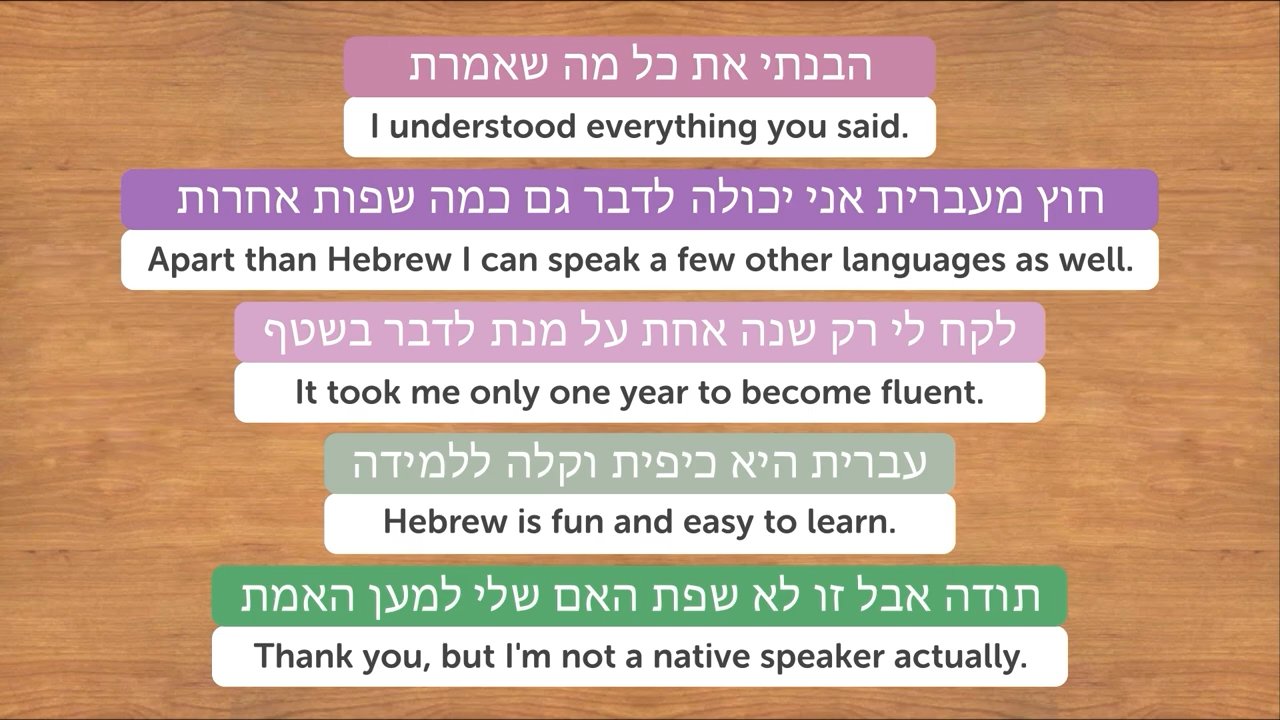 הבנתי את כל מה שאמרת
I understood everything you said.
חוץ מעברית אני יכולה לדבר גם כמה שפות אחרות
Apart than Hebrew I can speak a few other languages as well.
לקח לי רק שנה אחת על מנת לדבר בשטף
It took me only one year to become fluent.
עברית היא כיפית וקלה ללמידה
Hebrew is fun and easy to learn.
תודה אבל זו לא שפת האם שלי למען האמת
Thank you, but I'm not a native speaker actually.